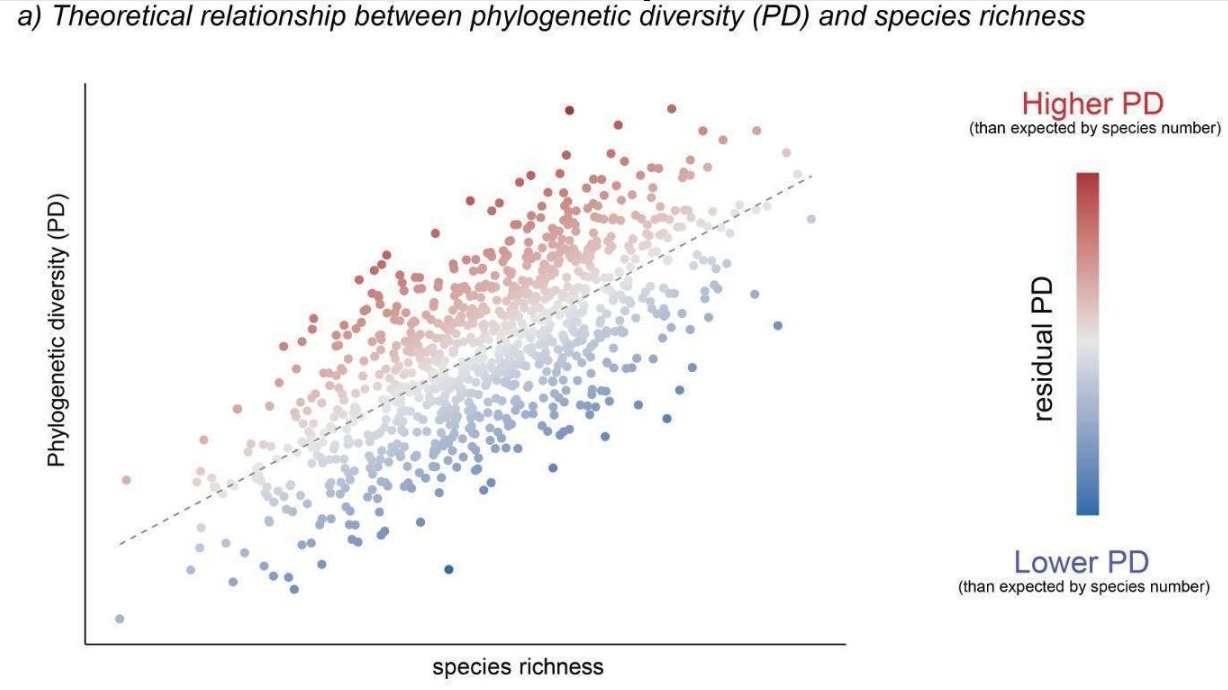 a) Theoretical relationship between phylogenetic diversity (PD) and species richness
Higher PD
(than expected by species number)
Phylogenetic diversity (PD)
residual PD
Lower PD
(than expected by species number)
species richness